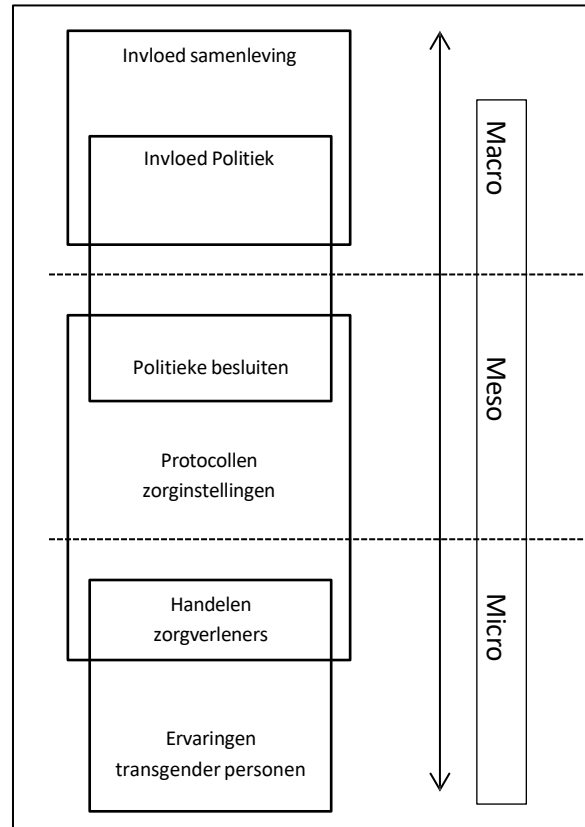 Invloed samenleving
Invloed Politiek
Macro
Politieke besluiten
Meso
Protocollen
zorginstellingen
Handelen
zorgverleners
Micro
Ervaringen
transgender personen